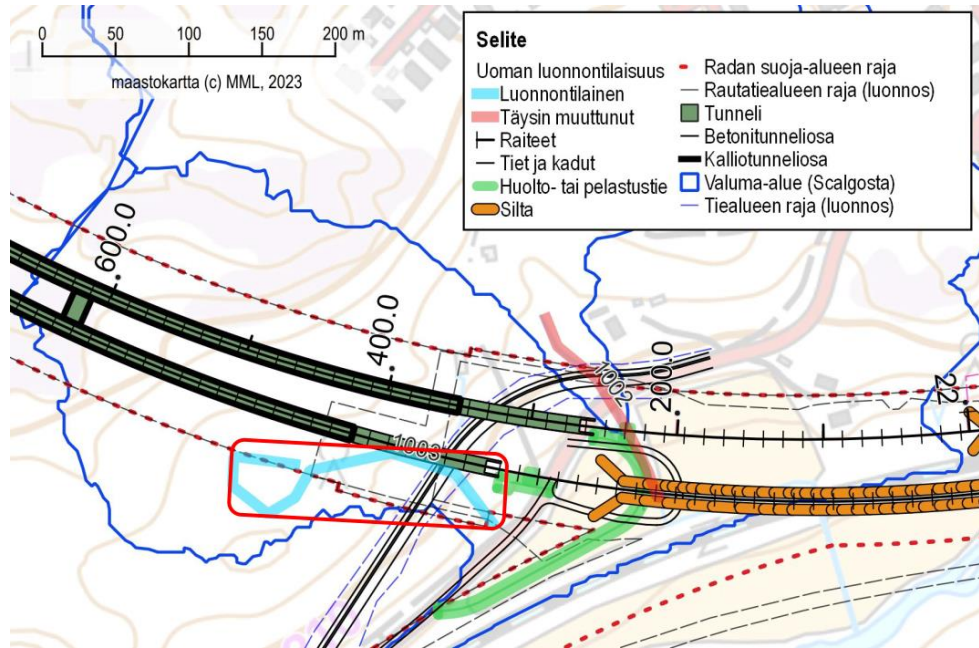 0 50 100 150 200 m
maastokartta (c) MML, 2023
Selite
Uoman luonnontilaisuus
Luonnontilainen
Täysin muuttunut
Raiteet
Tiet ja kadut
Huolto- tai pelastustie
Silta
Radan suoja-alueen raja
Rautatiealueen raja (luonnos)
Tunneli
Betonitunneliosa
Kalliotunneliosa
Valuma-alue (Scalgosta)
Tiealueen raja (luonnos)
600.0
400.0
1002
200.0
22
1003